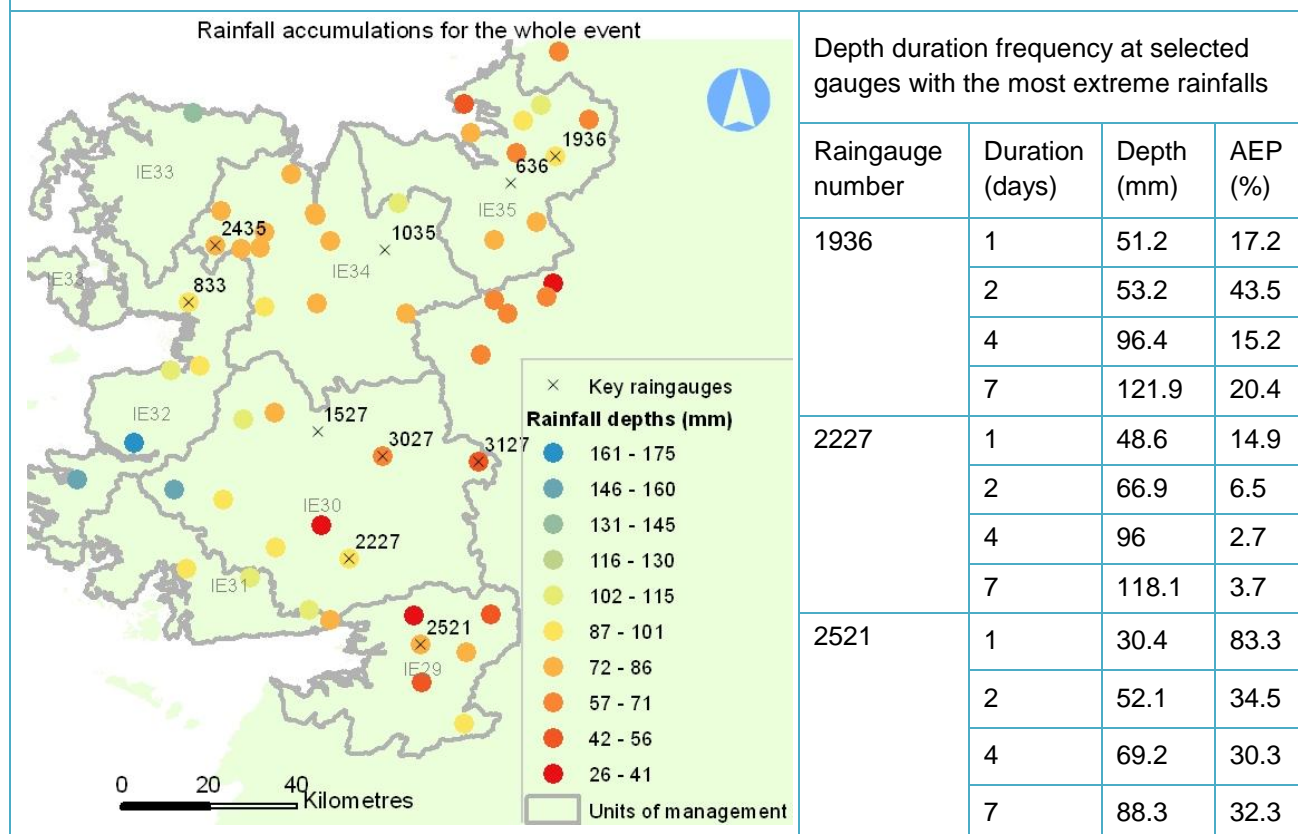 Rainfall accumulations for the whole event
1936
636
IE33
IE35
2435
1035
IE34
IE33
833
IE32
1527
3027
3127
IE30
2227
IE31
2521
IE29
Key raingauges
Rainfall depths (mm)
161 - 175
146 - 160
131 - 145
116 - 130
102 - 115
87 - 101
72 - 86
57 - 71
42 - 56
26 - 41
Units of management
0 20 40 Kilometres
Depth duration frequency at selected
gauges with the most extreme rainfalls
Raingauge number Duration (days) Depth (mm) AEP (%)
1936 1 51.2 17.2
2 53.2 43.5
4 96.4 15.2
7 121.9 20.4
2227 1 48.6 14.9
2 66.9 6.5
4 96 2.7
7 118.1 3.7
2521 1 30.4 83.3
2 52.1 34.5
4 69.2 30.3
7 88.3 32.3